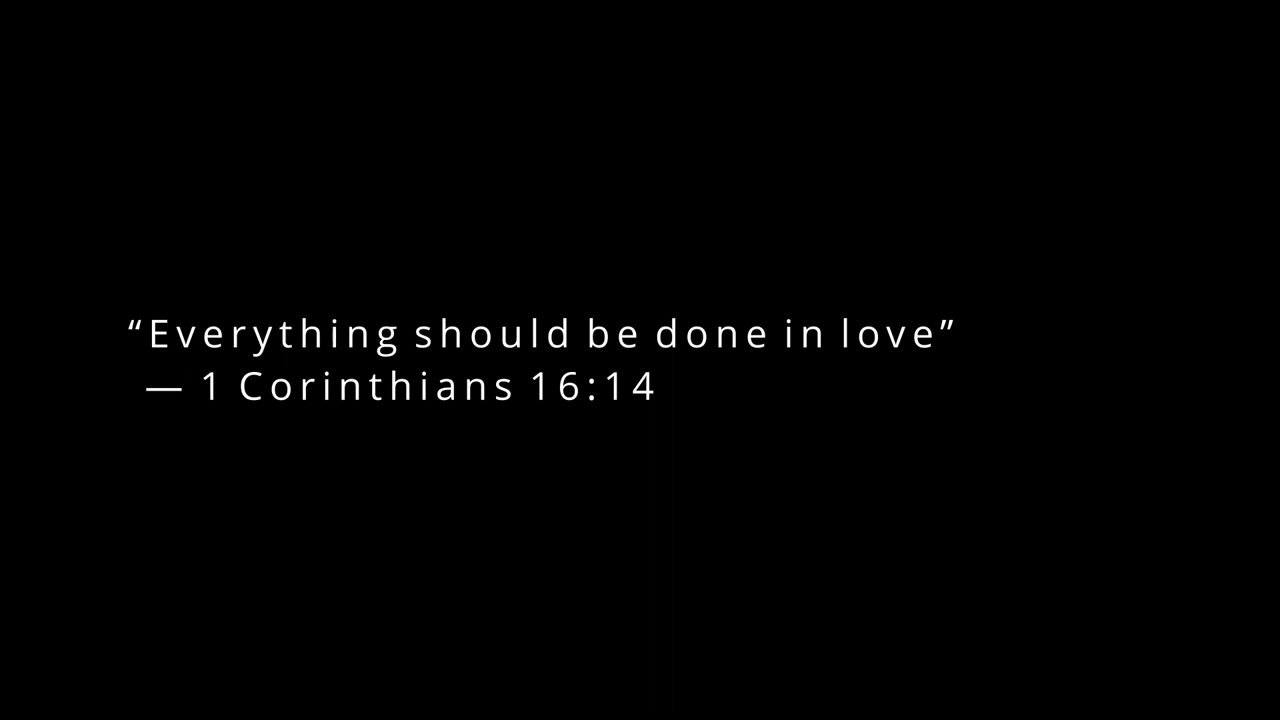 “Everything should be done in love”
— 1 Corinthians 16:14